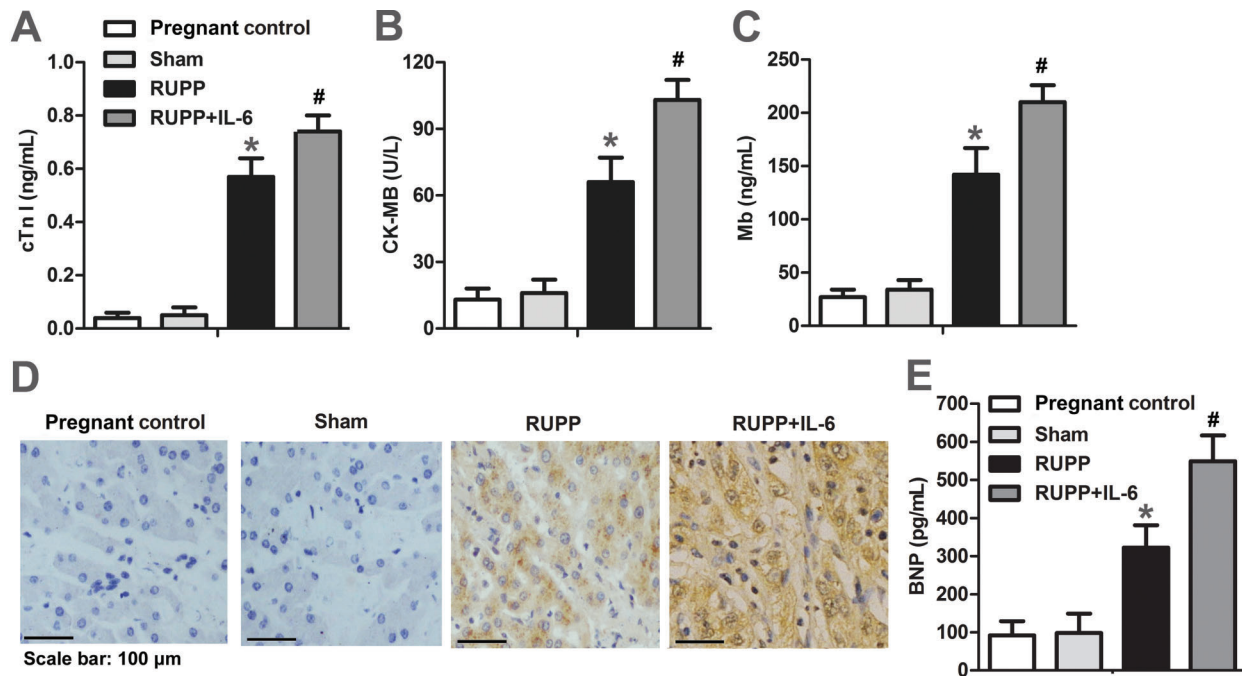 A
Pregnant control
Sham
RUPP
RUPP+IL-6
cTn I (ng/mL)
1.0
0.8
0.6
0.4
0.2
0.0
*
#
B
CK-MB (U/L)
120
90
60
30
0
*
#
C
Mb (ng/mL)
250
200
150
100
50
0
*
#
D
Pregnant control
Sham
RUPP
RUPP+IL-6
Scale bar: 100 μm
E
Pregnant control
Sham
RUPP
RUPP+IL-6
BNP (pg/mL)
700
600
500
400
300
200
100
0
*
#